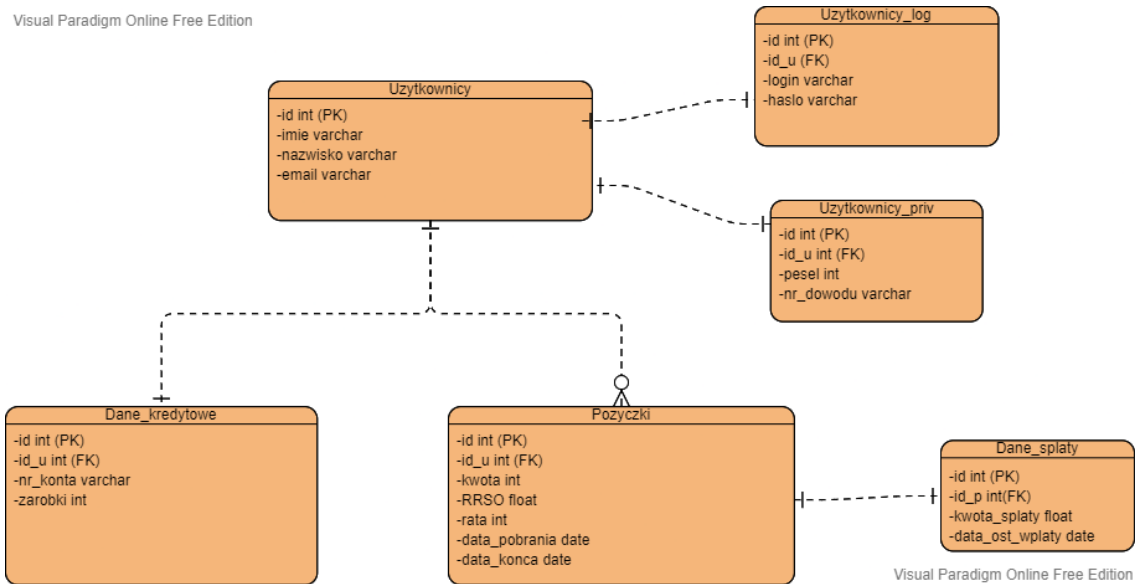 Visual Paradigm Online Free Edition
Uzytkownicy_log
-id int (PK)
-id_u (FK)
-login varchar
-haslo varchar
Uzytkownicy
-id int (PK)
-imie varchar
-nazwisko varchar
-email varchar
Uzytkownicy_priv
-id int (PK)
-id_u int (FK)
-pesel int
-nr_dowodu varchar
Dane_kredytowe
-id int (PK)
-id_u int (FK)
-nr_konta varchar
-zarobki int
Pozyczki
-id int (PK)
-id_u int (FK)
-kwota int
-RRSO float
-rata int
-data_pobrania date
-data_konca date
Dane_splaty
-id int (PK)
-id_p int(FK)
-kwota_splaty float
-data_ost_wplaty date
Visual Paradigm Online Free Edition